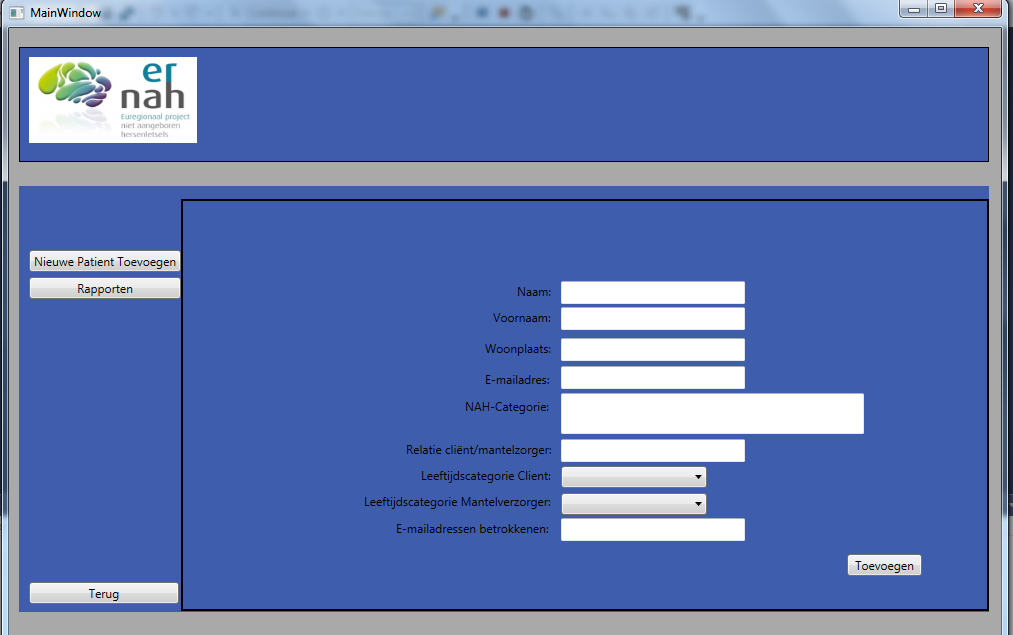 MainWindow
er
nah
Euregionaal project
niet aangeboren
hersenletsels
Nieuwe Patient Toevoegen
Rapporten
Naam:
Voornaam:
Woonplaats:
E-mailadres:
NAH-Categorie:
Relatie cliënt/mantelzorger:
Leeftijdscategorie Client:
Leeftijdscategorie Mantelverzorger:
E-mailadressen betrokkenen:
Toevoegen
Terug